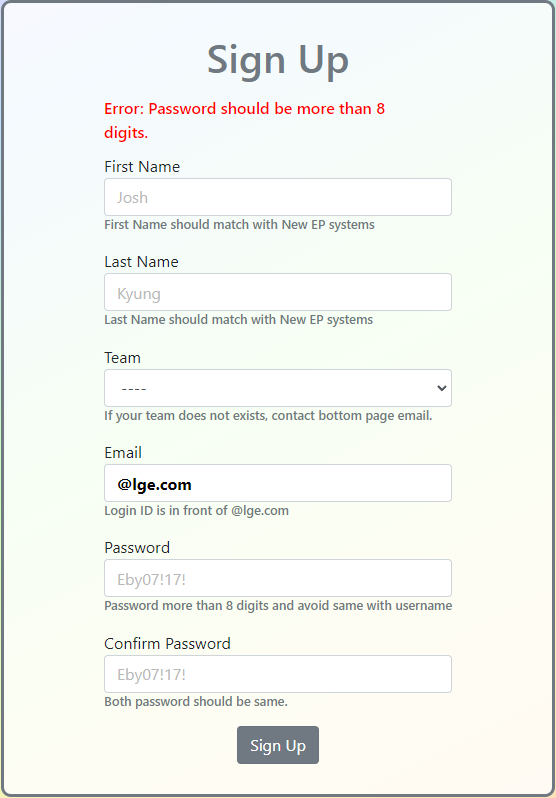 Sign Up
Error: Password should be more than 8
digits.
First Name
Josh
First Name should match with New EP systems
Last Name
Kyung
Last Name should match with New EP systems
Team
----
If your team does not exists, contact bottom page email.
Email
@lge.com
Login ID is in front of @lge.com
Password
Eby07!17!
Password more than 8 digits and avoid same with username
Confirm Password
Eby07!17!
Both password should be same.
Sign Up